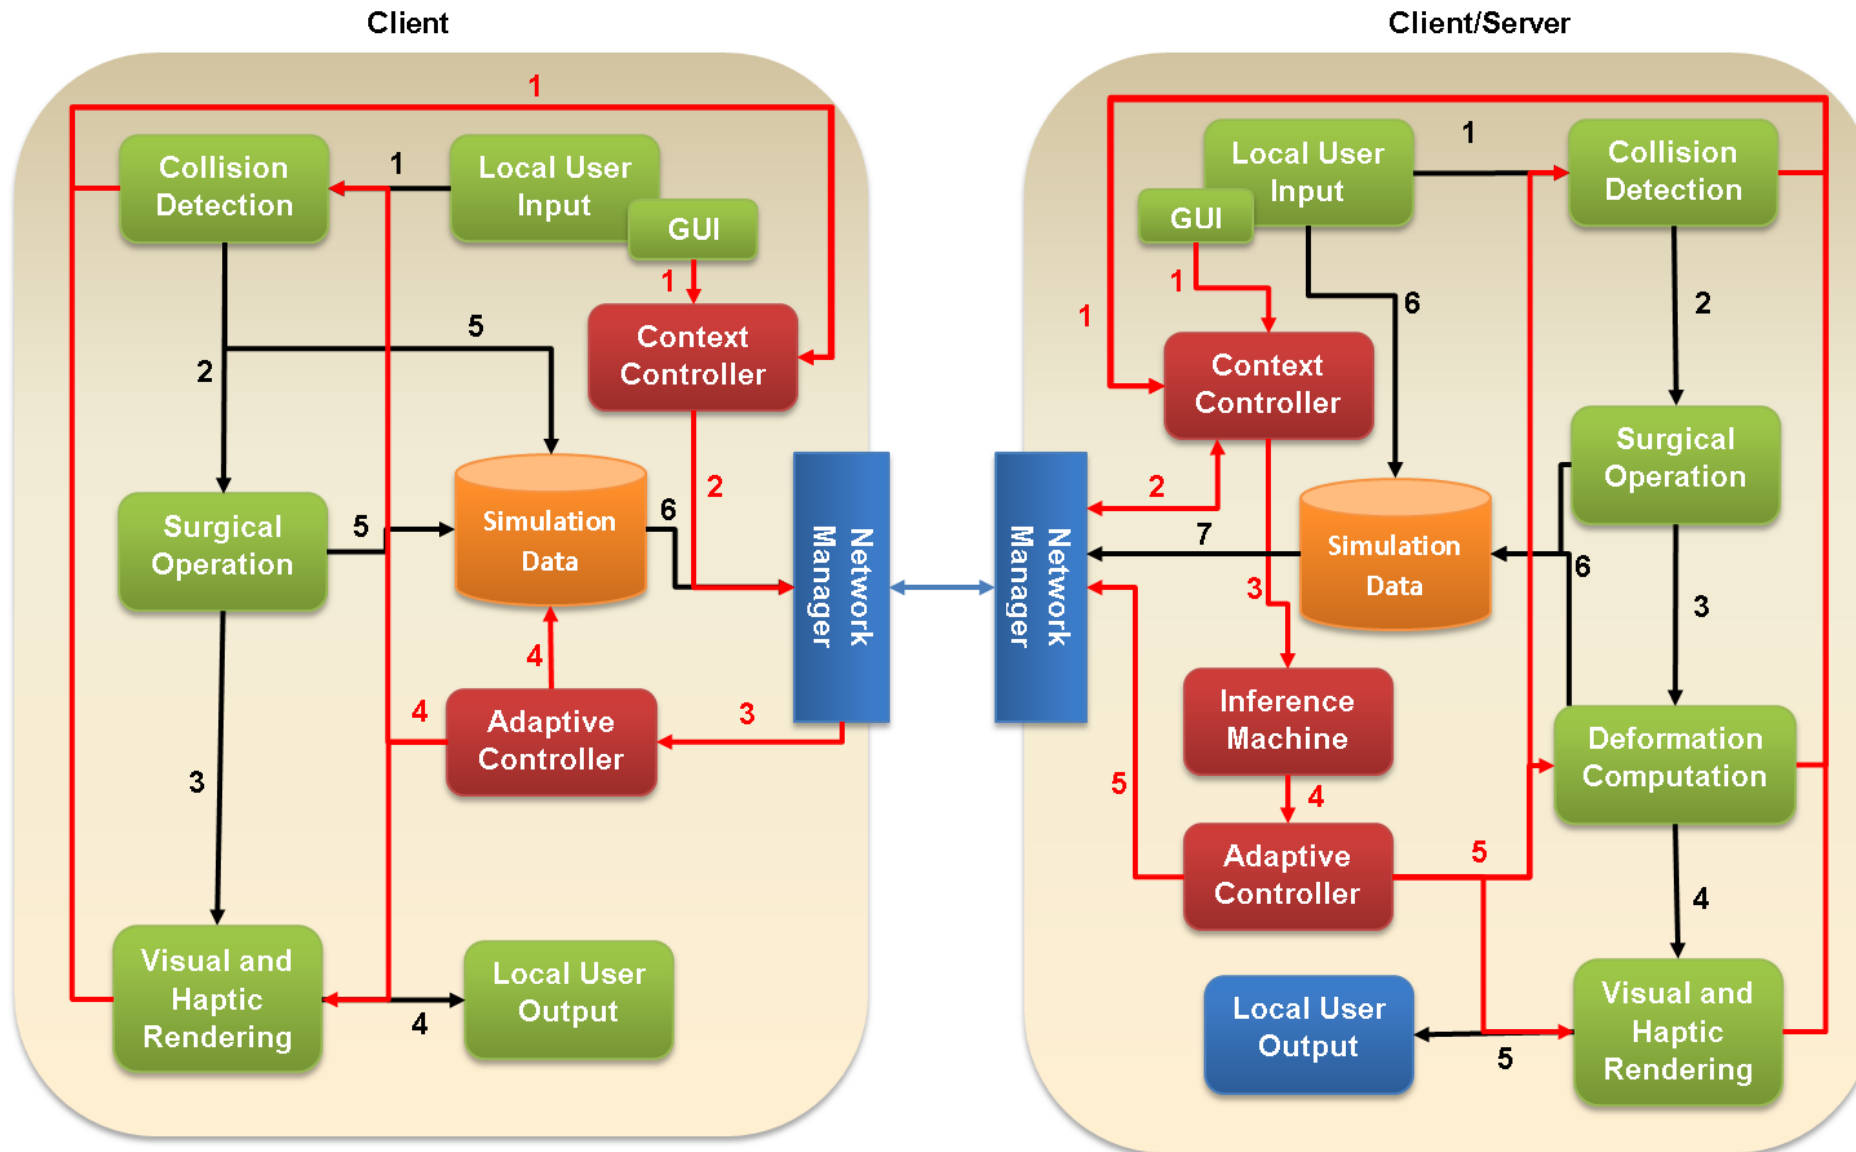 Client
1
Collision
Detection
1
Local User
Input
GUI
1
Context
Controller
5
2
2
Surgical
Operation
5
Simulation
Data
6
Network
Manager
4
4
Adaptive
Controller
3
3
Visual and
Haptic
Rendering
4
Local User
Output
Client/Server
Local User
Input
1
Collision
Detection
GUI
1
1
6
2
Context
Controller
Surgical
Operation
2
7
Network
Manager
Simulation
Data
6
3
3
Inference
Machine
Deformation
Computation
5
4
5
Adaptive
Controller
4
Local User
Output
5
Visual and
Haptic
Rendering